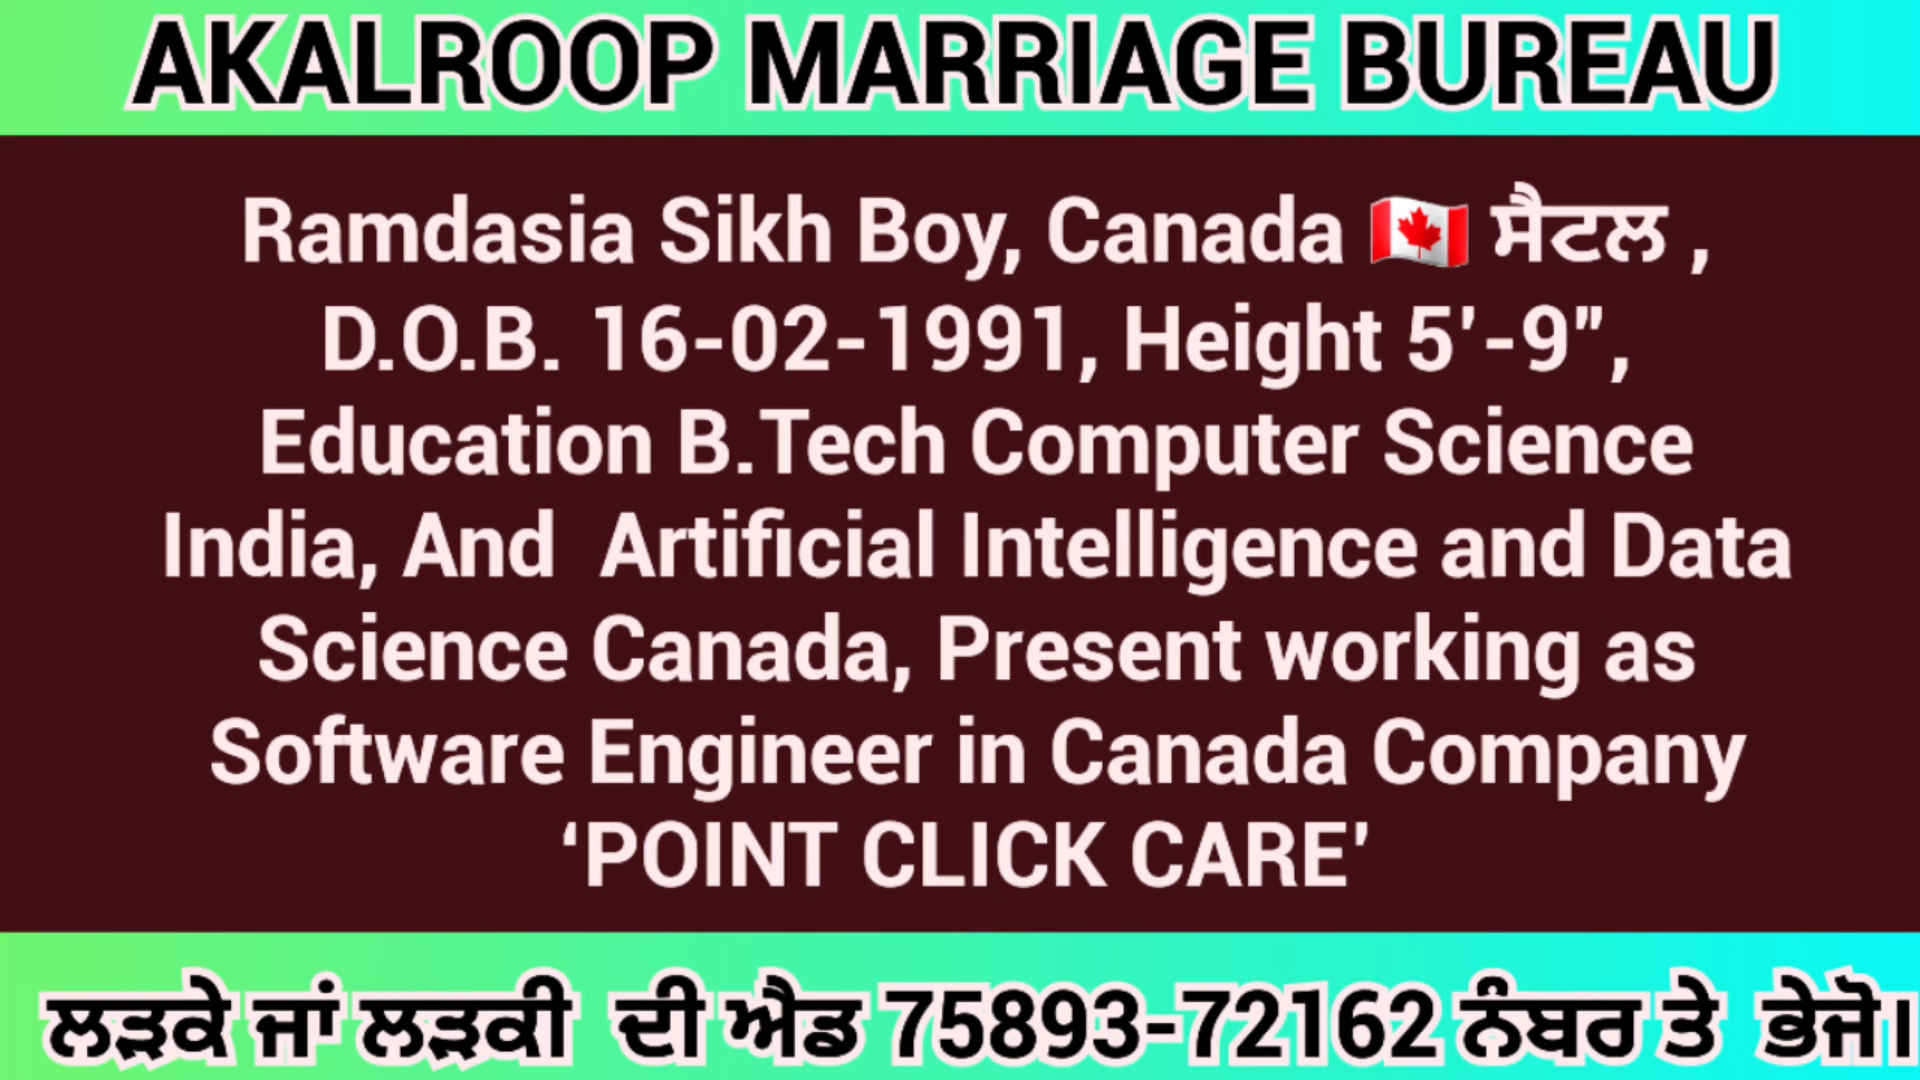 AKALROOP MARRIAGE BUREAU
Ramdasia Sikh Boy, Canada 🇨🇦 ਸੈਟਲ ,
D.O.B. 16-02-1991, Height 5'-9",
Education B.Tech Computer Science
India, And  Artificial Intelligence and Data
Science Canada, Present working as
Software Engineer in Canada Company
‘POINT CLICK CARE’
ਲੜਕੇ ਜਾਂ ਲੜਕੀ  ਦੀ ਐਡ 75893-72162 ਨੰਬਰ ਤੇ  ਭੇਜੋ।